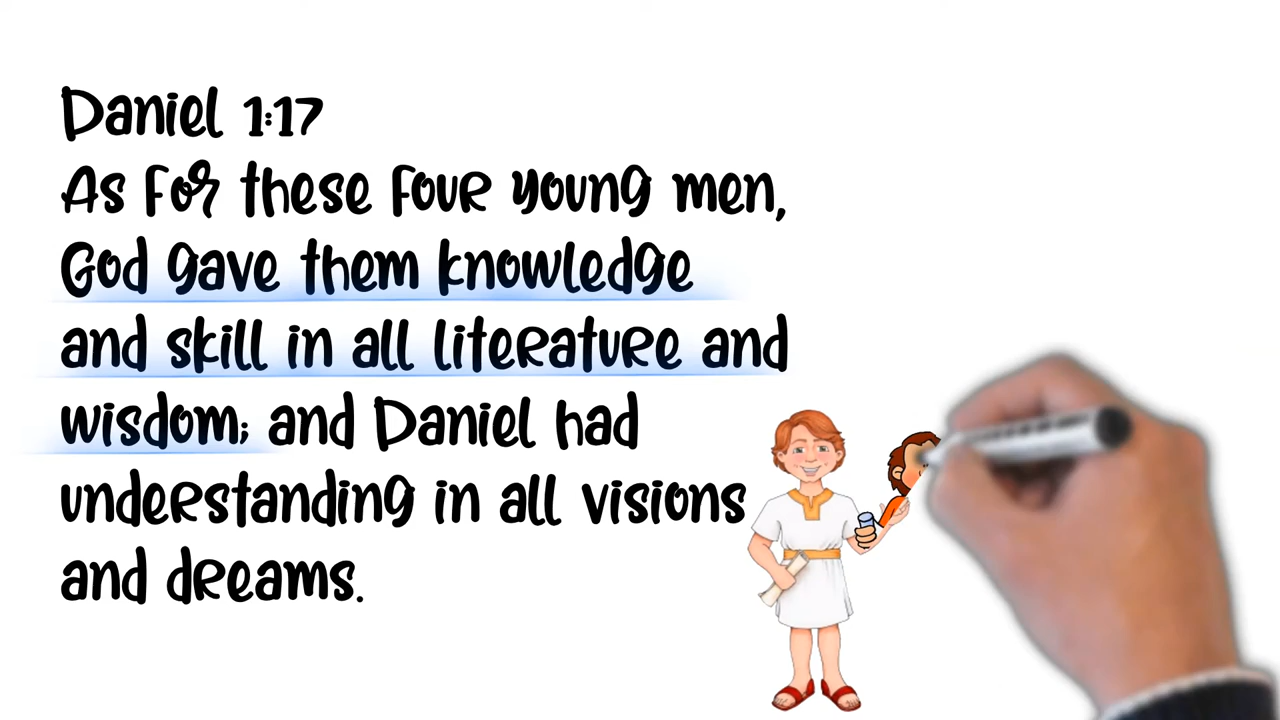 Daniel 1:17
As for these four young men,
God gave them knowledge
and skill in all literature and
wisdom; and Daniel had
understanding in all visions
and dreams.